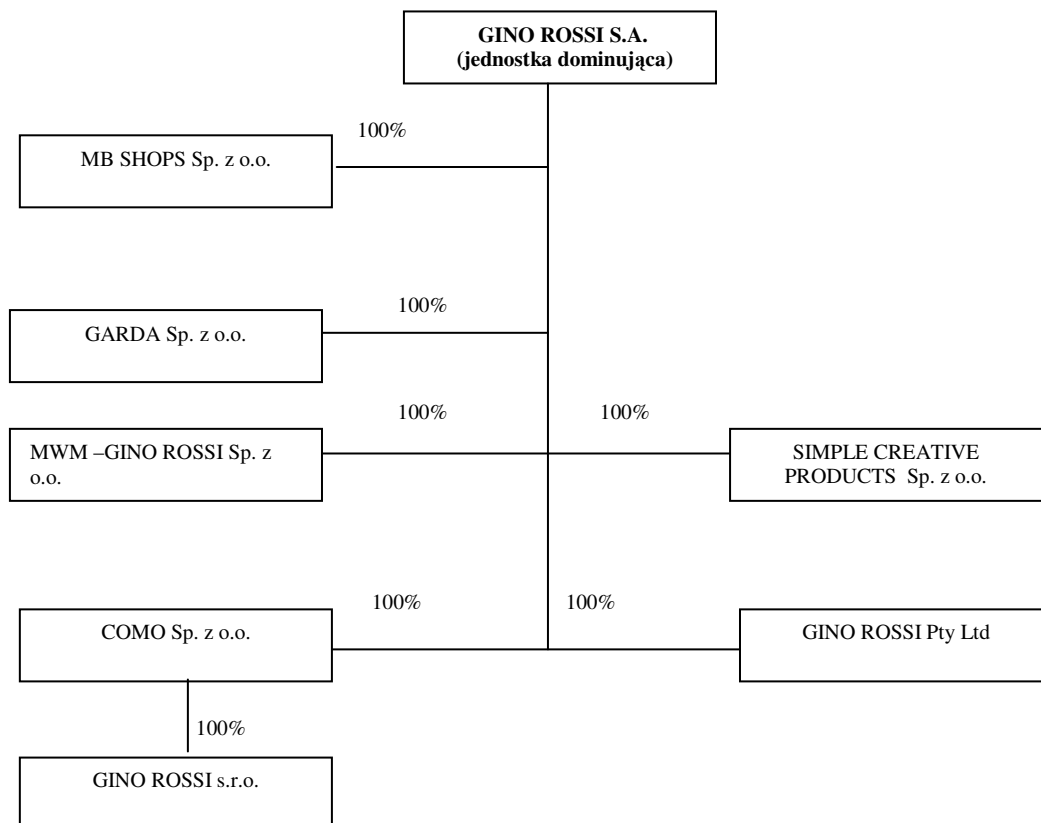 GINO ROSSI S.A.
(jednostka dominująca)
100%
MB SHOPS Sp. z o.o.
100%
GARDA Sp. z o.o.
100%
100%
MWM –GINO ROSSI Sp. z
o.o.
SIMPLE CREATIVE
PRODUCTS Sp. z o.o.
100%
100%
COMO Sp. z o.o.
GINO ROSSI Pty Ltd
100%
GINO ROSSI s.r.o.